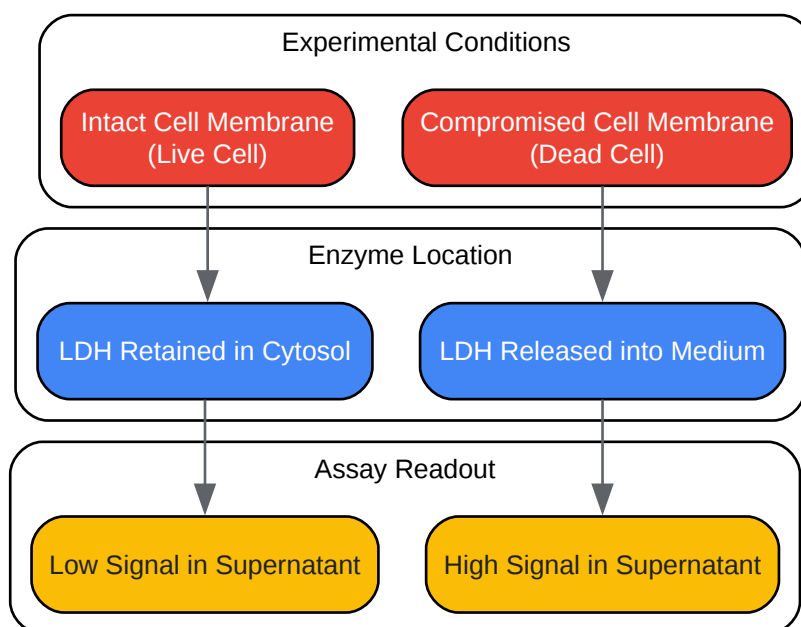 Experimental Conditions
Intact Cell Membrane
(Live Cell)
Compromised Cell Membrane
(Dead Cell)
Enzyme Location
LDH Retained in Cytosol
LDH Released into Medium
Assay Readout
Low Signal in Supernatant
High Signal in Supernatant